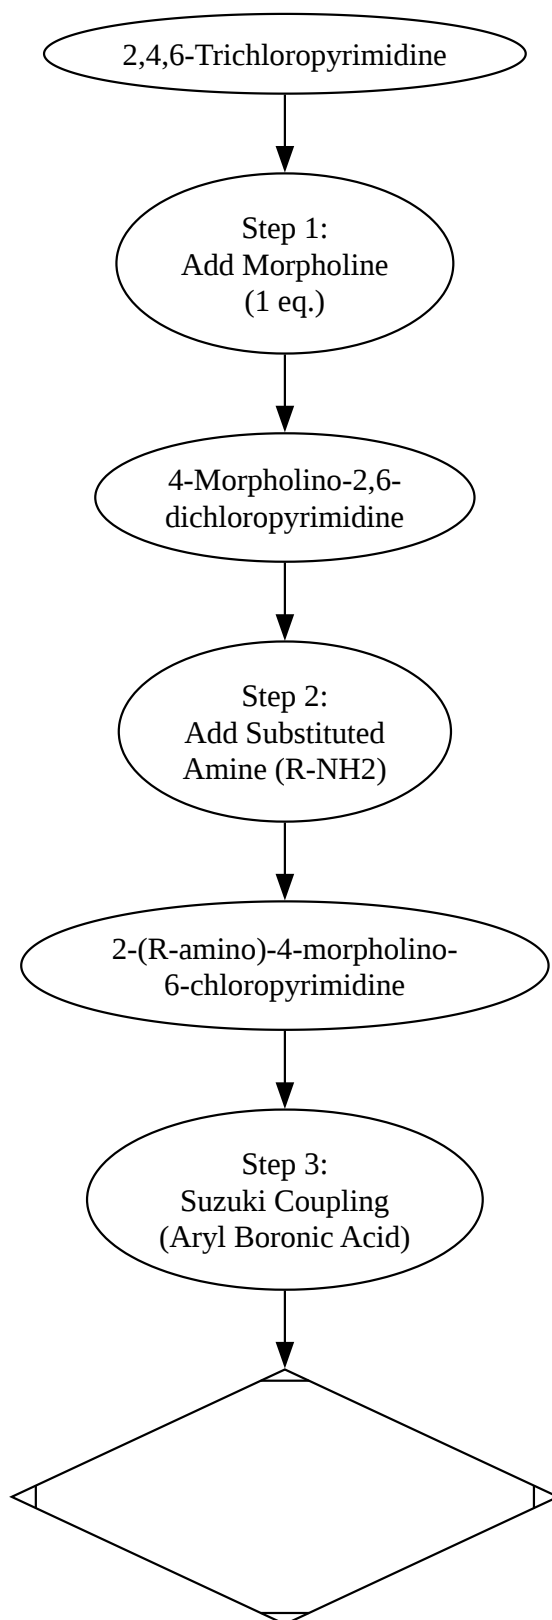 2,4,6-Trichloropyrimidine
Step 1:
Add Morpholine
(1 eq.)
4-Morpholino-2,6-
dichloropyrimidine
Step 2:
Add Substituted
Amine (R-NH2)
2-(R-amino)-4-morpholino-
6-chloropyrimidine
Step 3:
Suzuki Coupling
(Aryl Boronic Acid)